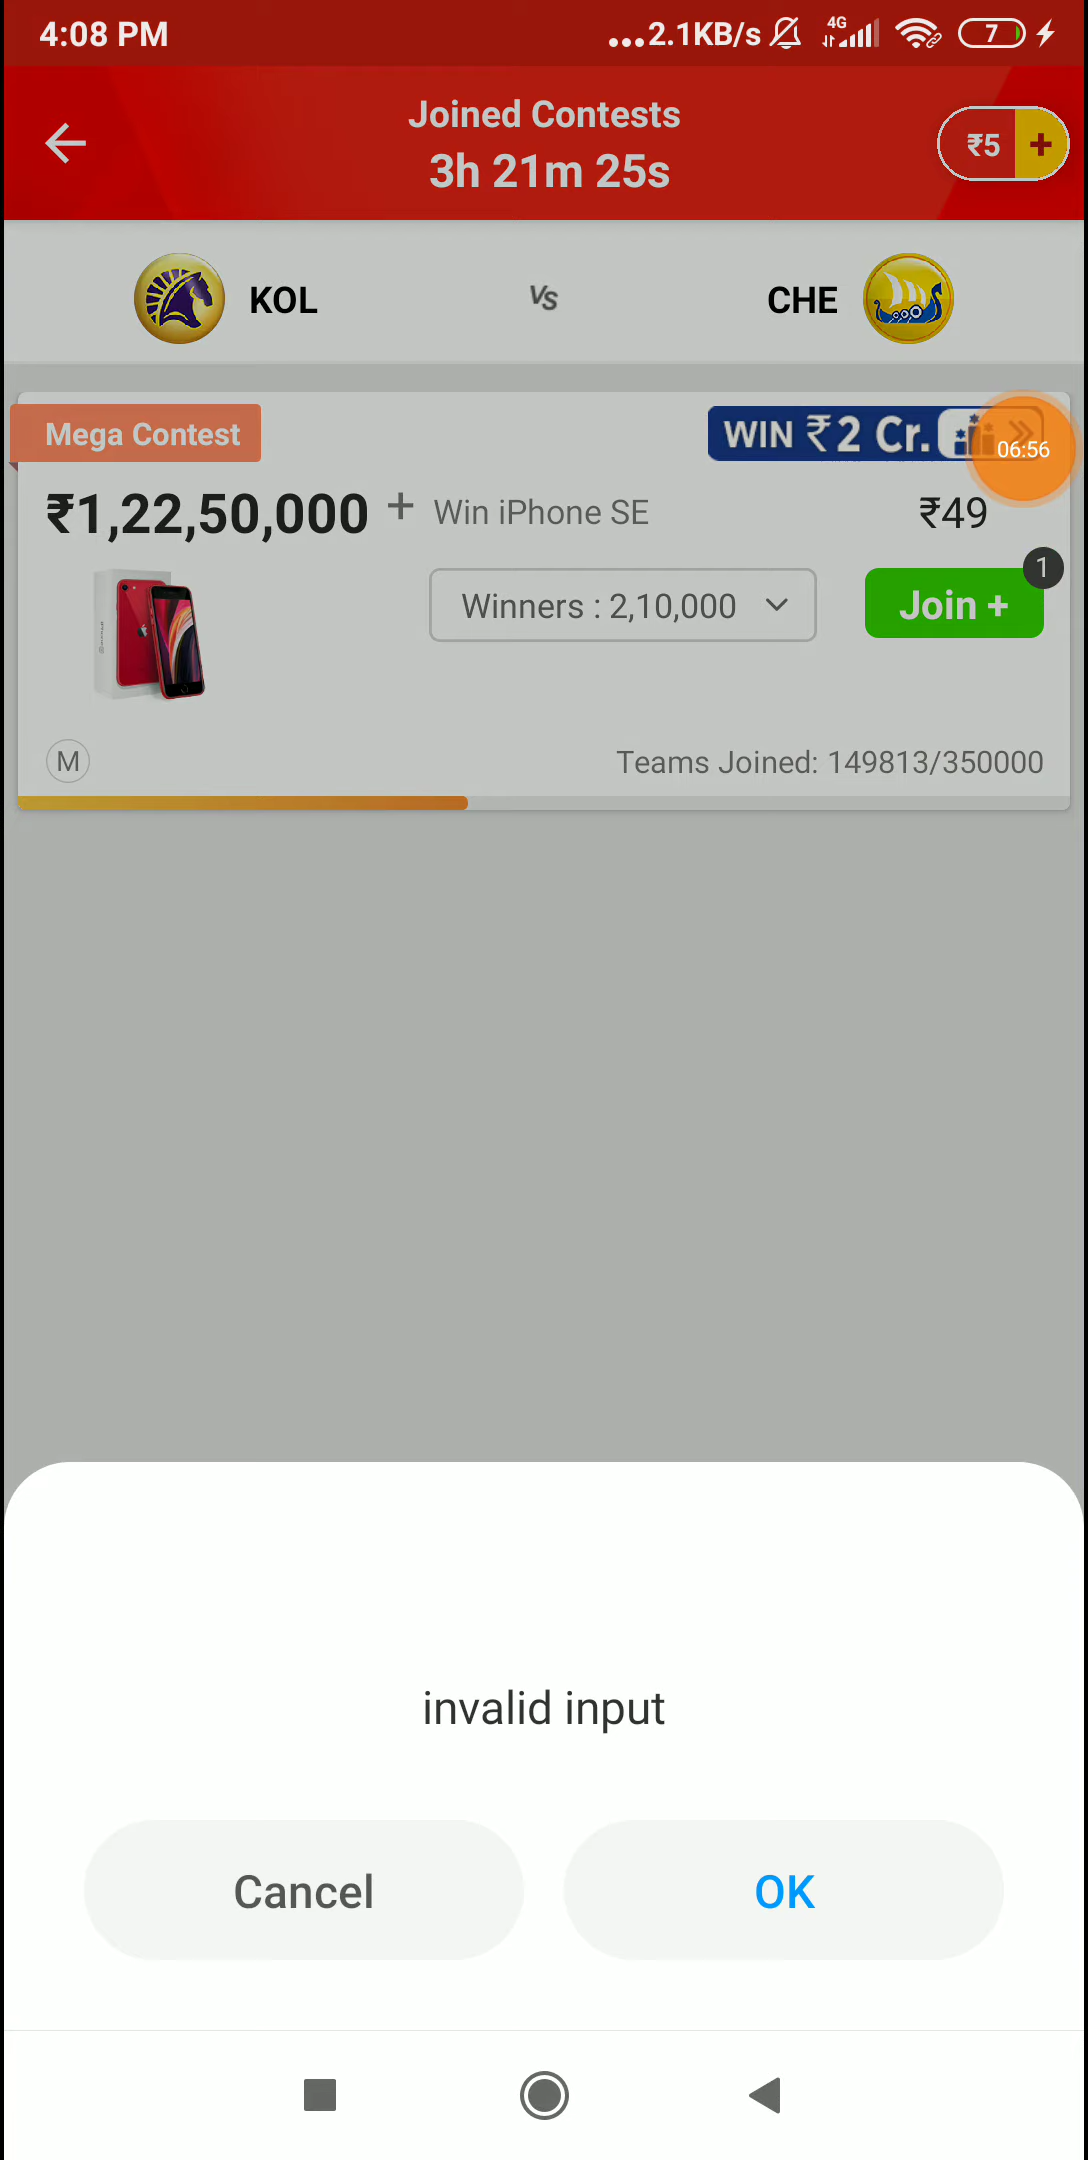 4:08 PM
...2.1KB/s 4G 7
Joined Contests
3h 21m 25s
₹5 +
KOL VS CHE
Mega Contest
WIN ₹2 Cr.
06:56
₹1,22,50,000 + Win iPhone SE ₹49
1
Winners : 2,10,000
Join +
M
Teams Joined: 149813/350000
invalid input
Cancel
OK